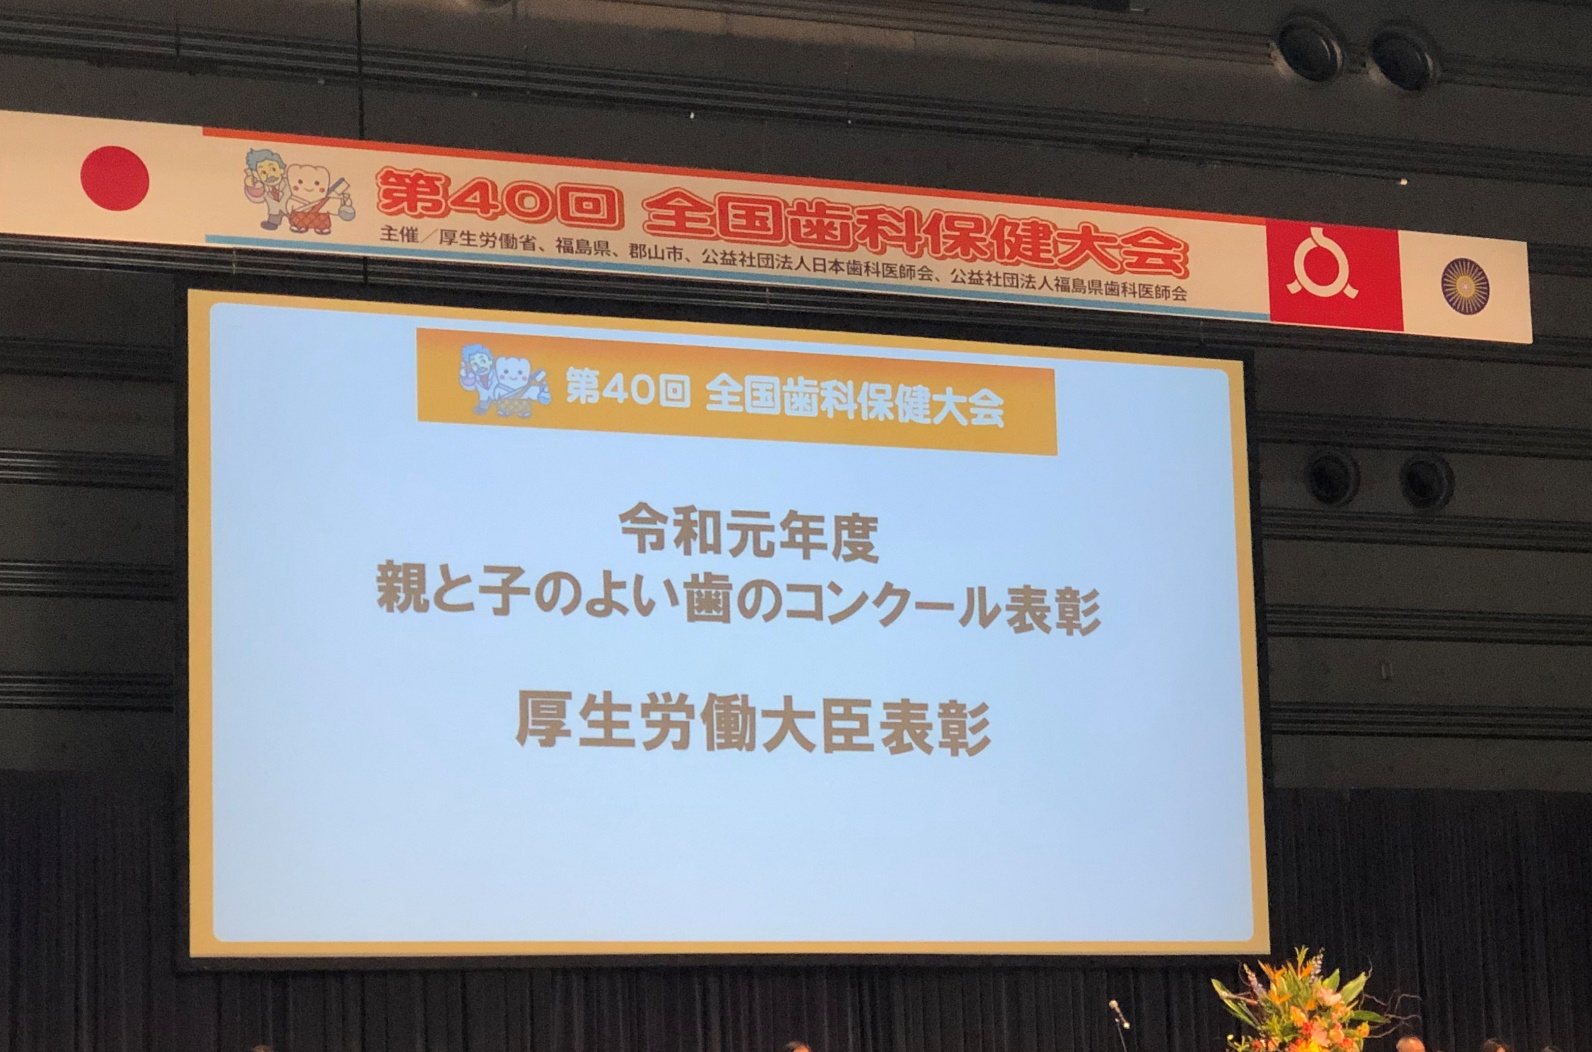 第40回 全国歯科保健大会
主催／厚生労働省、福島県、郡山市、公益社団法人日本歯科医師会、公益社団法人福島県歯科医師会
第40回 全国歯科保健大会
令和元年度
親と子のよい歯のコンクール表彰
厚生労働大臣表彰